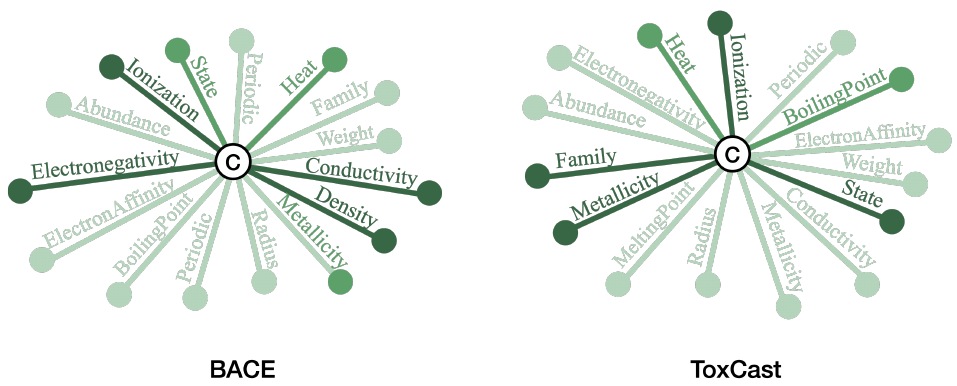 State
Periodic
Heat
Ionization
Family
Abundance
Weight
Electronegativity
C
Conductivity
Density
ElectronAffinity
BoilingPoint
Periodic
Radius
Metallicity
BACE
Heat
Ionization
Periodic
Electronegativity
BoilingPoint
Abundance
ElectronAffinity
Family
C
Weight
Metallicity
State
MeltingPoint
Radius
Metallicity
Conductivity
ToxCast